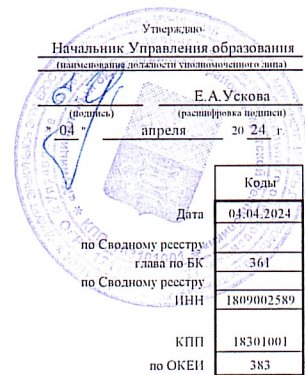 Утверждаю
Начальник Управления образования
(наименование должности уполномоченного лица)
Е.А.Ускова
(подпись) (расшифровка подписи)
" 04 " апреля 20 24 г.
Коды
Дата 04.04.2024
по Сводному реестру
глава по БК 361
по Сводному реестру
ИНН 1809002589
КПП 18301001
по ОКЕИ 383